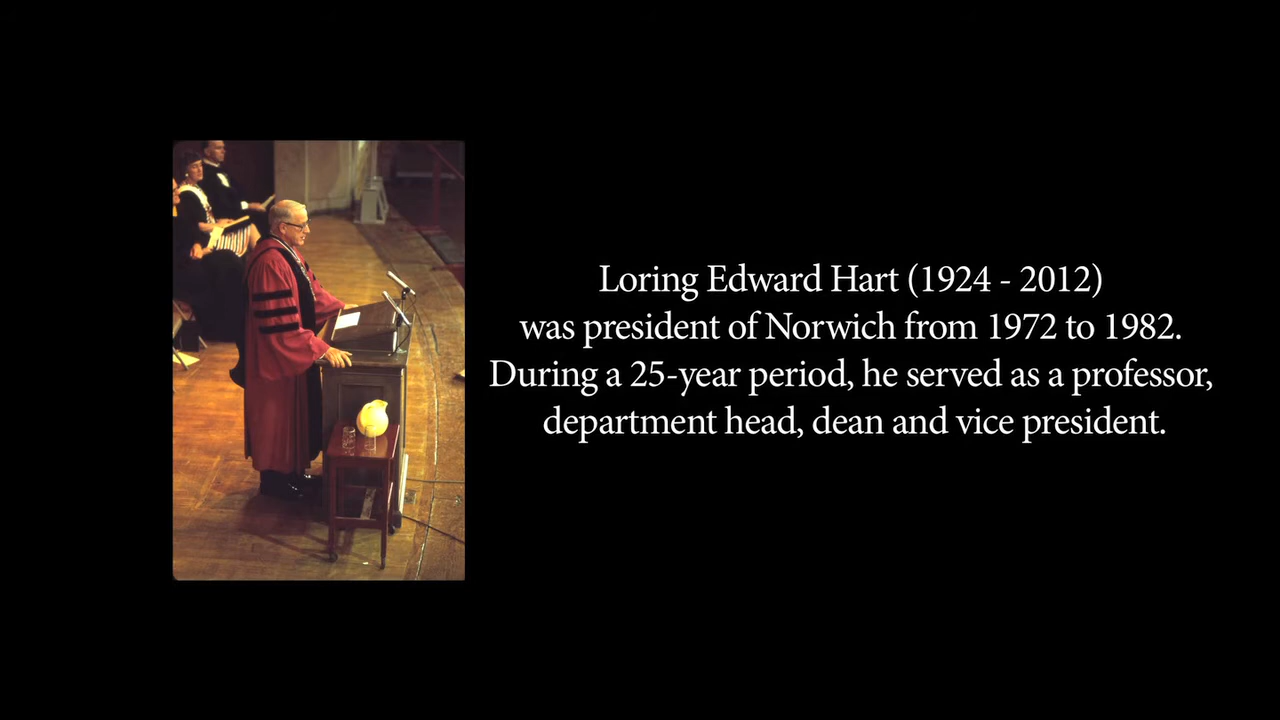 Loring Edward Hart (1924 - 2012)
was president of Norwich from 1972 to 1982.
During a 25-year period, he served as a professor,
department head, dean and vice president.